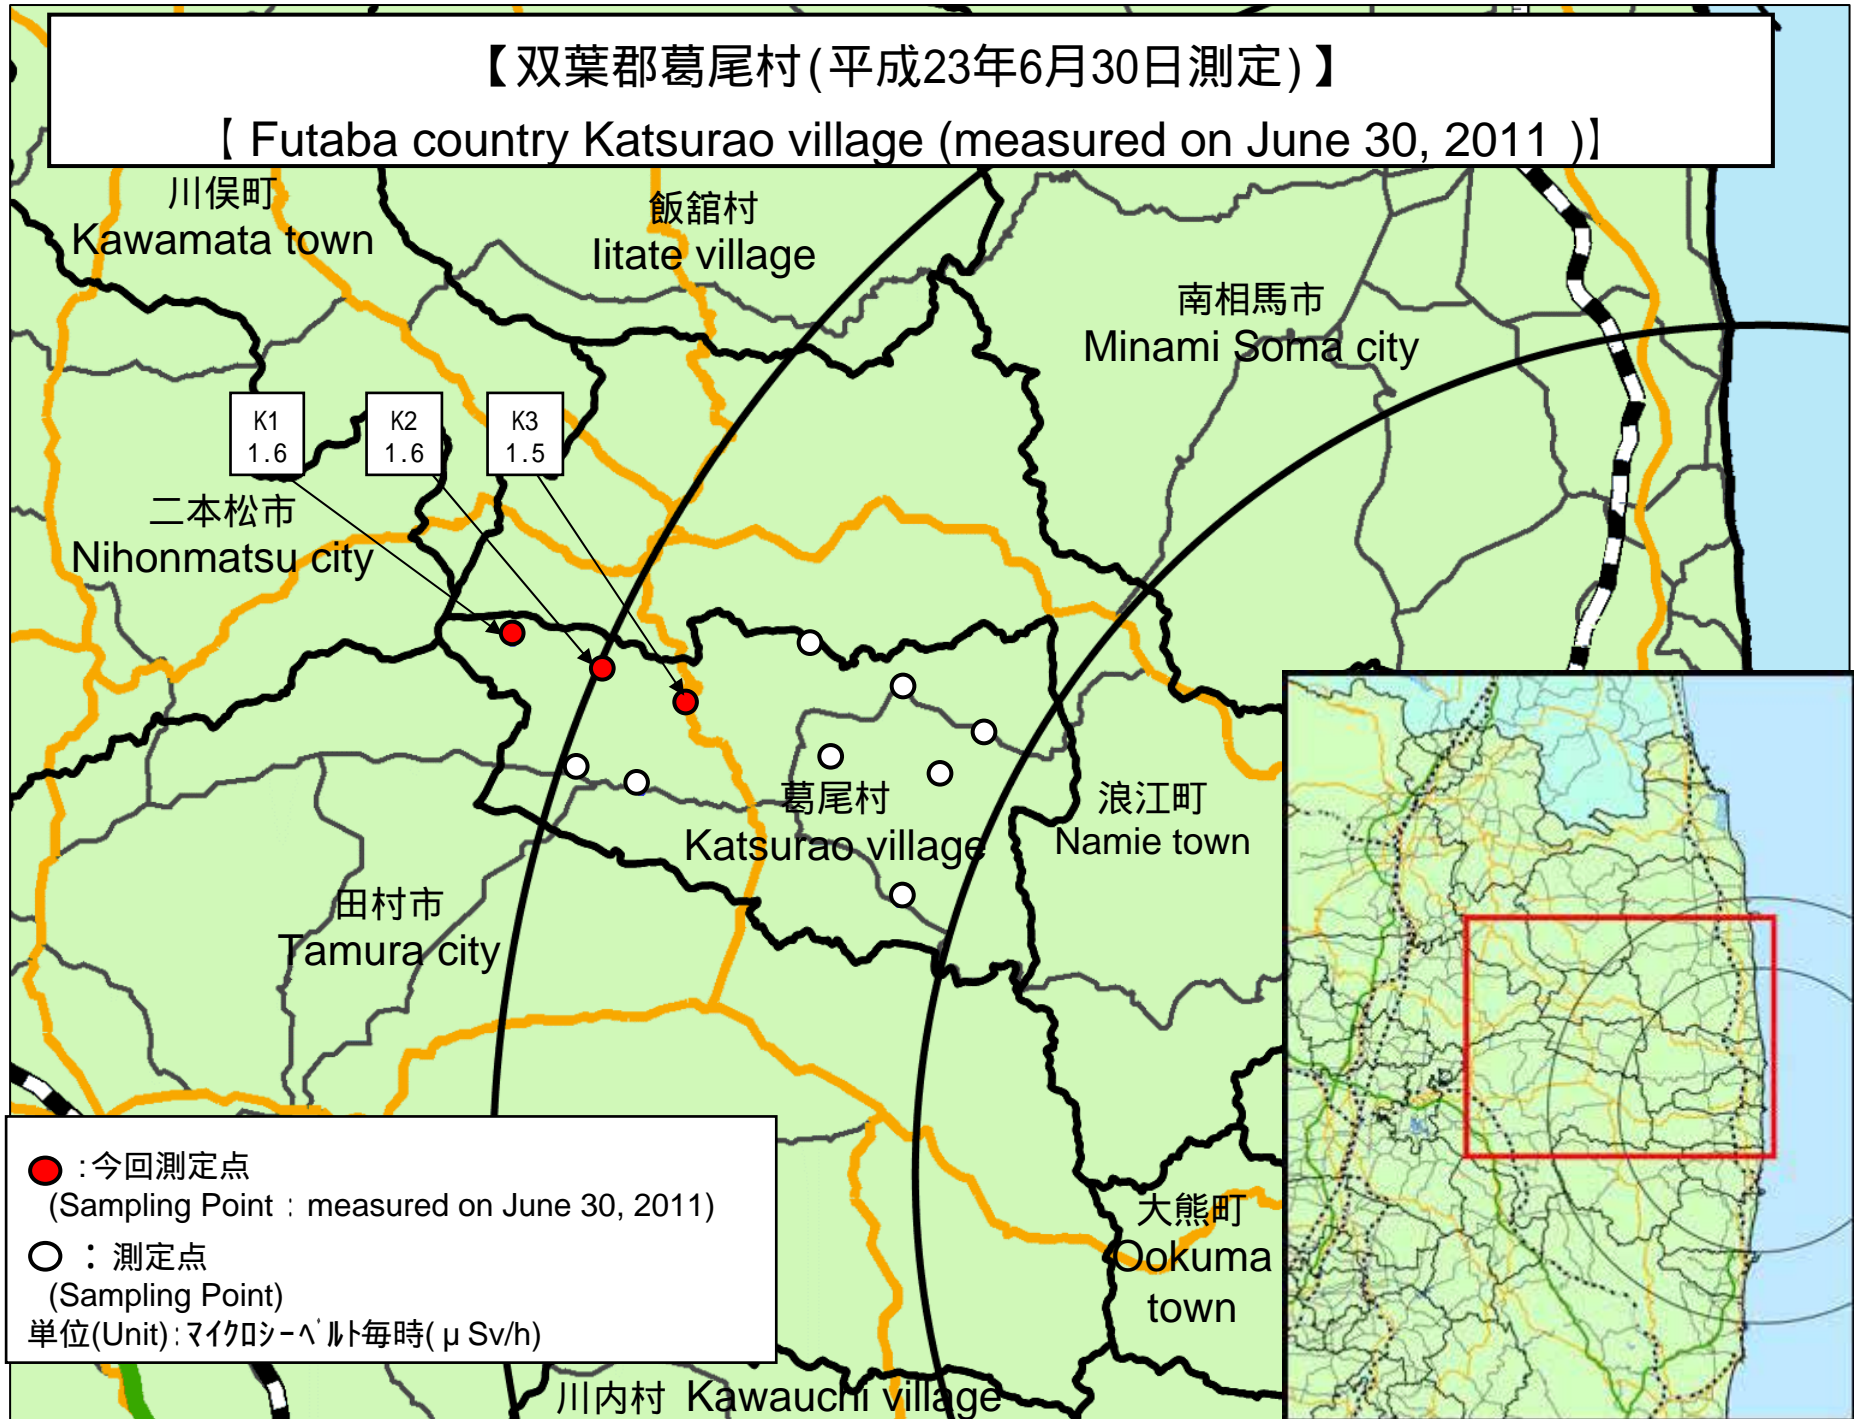 【双葉郡葛尾村(平成23年6月30日測定)】
【 Futaba country Katsurao village (measured on June 30, 2011 )】
川俣町
Kawamata town
飯舘村
Iitate village
南相馬市
Minami Soma city
K1
1.6
K2
1.6
K3
1.5
二本松市
Nihonmatsu city
葛尾村
Katsurao village
浪江町
Namie town
田村市
Tamura city
大熊町
Ookuma
town
川内村 Kawauchi village
:今回測定点
(Sampling Point : measured on June 30, 2011)
: 測定点
(Sampling Point)
単位(Unit):マイクロシーベルト毎時(μSv/h)